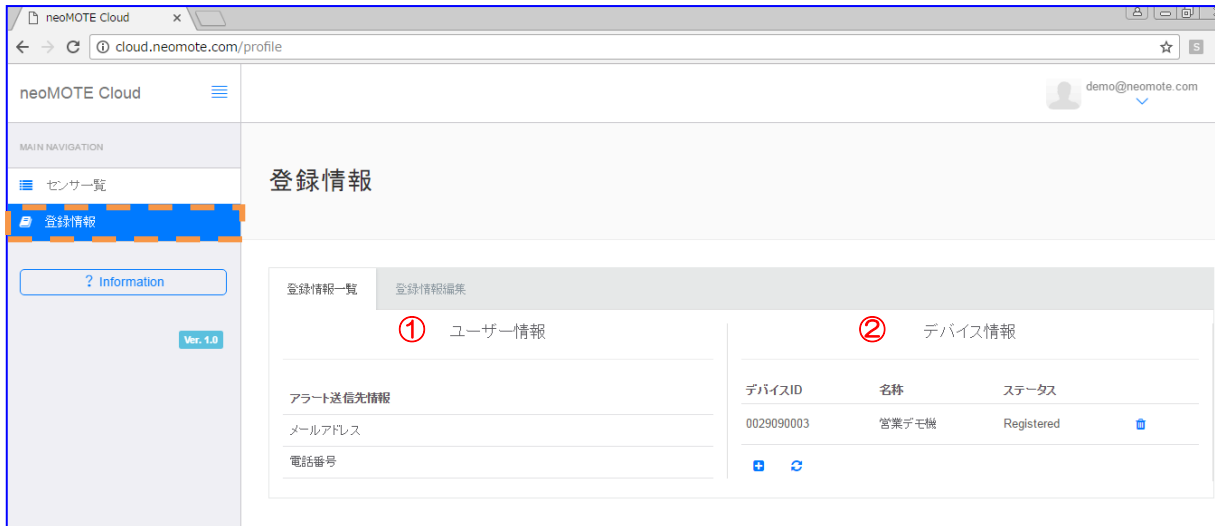 neoMOTE Cloud
cloud.neomote.com/profile
S
neoMOTE Cloud
demo@neomote.com
MAIN NAVIGATION
センサ一覧
登録情報
? Information
Ver. 1.0
登録情報
登録情報一覧 登録情報編集
① ユーザー情報
アラート送信先情報
メールアドレス
電話番号
② デバイス情報
デバイスID 名称 ステータス
0029090003 営業デモ機 Registered